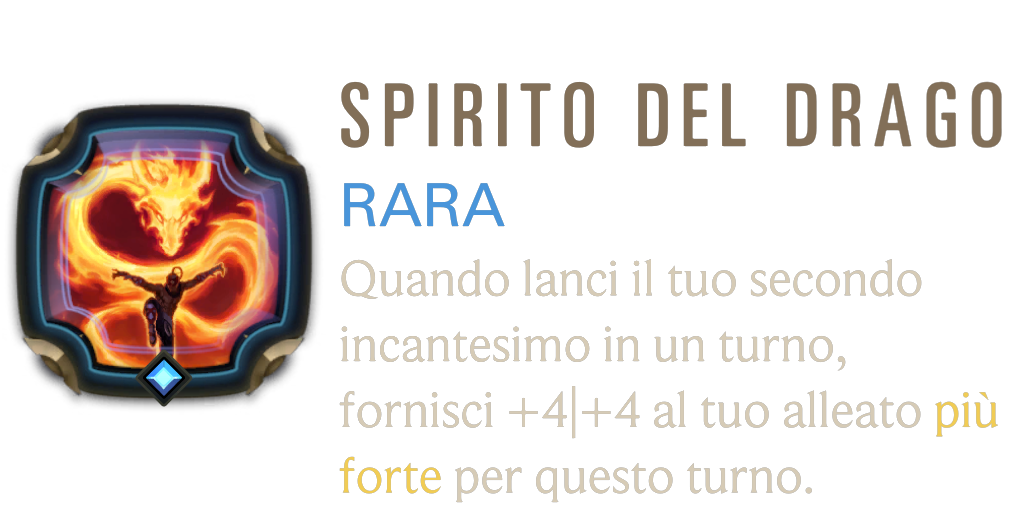 SPIRITO DEL DRAGO
RARA
Quando lanci il tuo secondo
incantesimo in un turno,
fornisci +4|+4 al tuo alleato più
forte per questo turno.